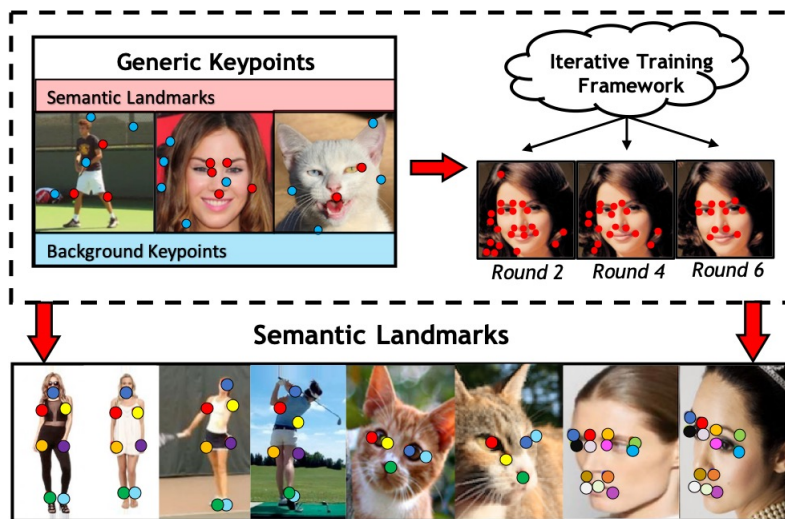 Generic Keypoints
Semantic Landmarks
Background Keypoints
Iterative Training
Framework
Round 2
Round 4
Round 6
Semantic Landmarks